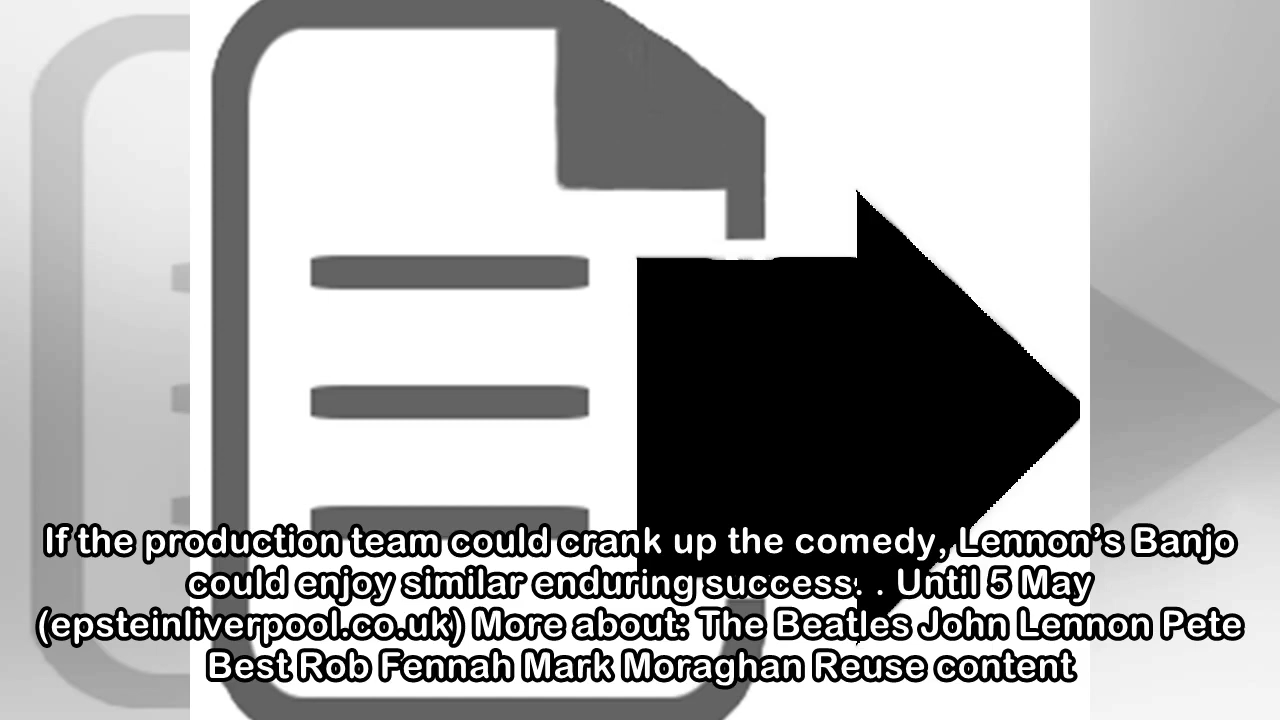 If the production team could crank up the comedy, Lennon’s Banjo
could enjoy similar enduring success. . Until 5 May
(epsteinliverpool.co.uk) More about: The Beatles John Lennon Pete
Best Rob Fennah Mark Moraghan Reuse content